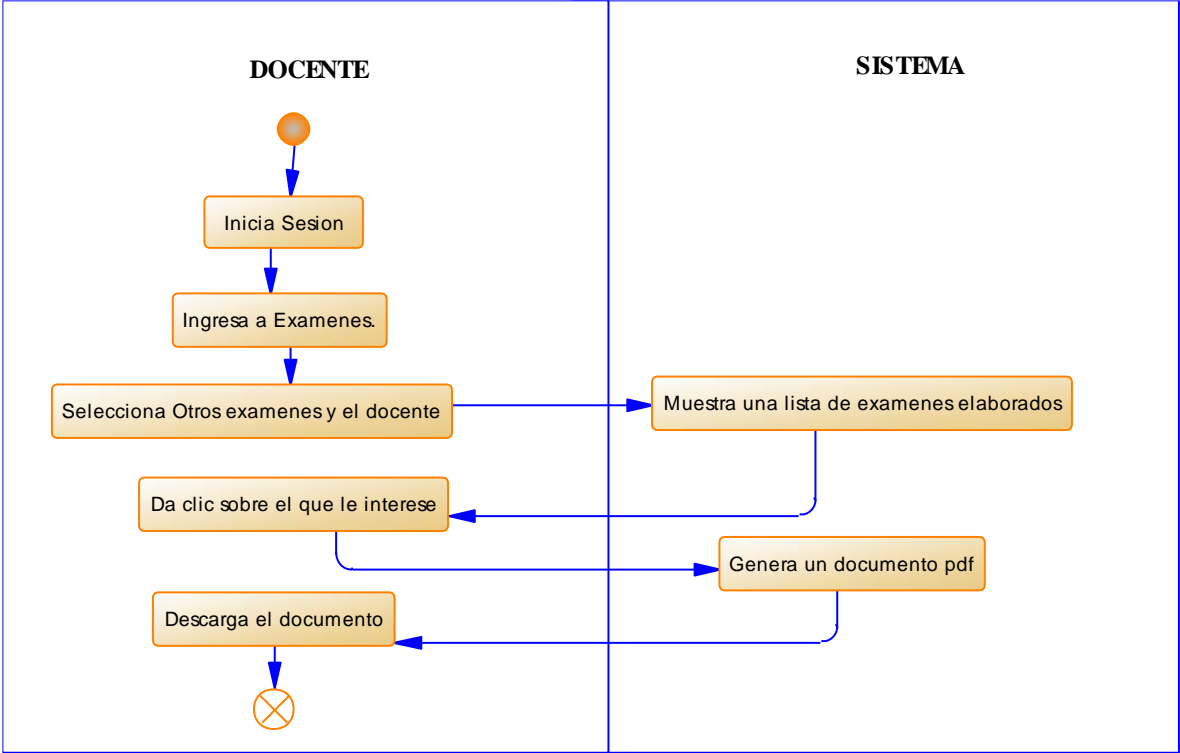 DOCENTE
SISTEMA
Inicia Sesion
Ingresa a Examenes.
Selecciona Otros examenes y el docente
Muestra una lista de examenes elaborados
Da clic sobre el que le interese
Genera un documento pdf
Descarga el documento